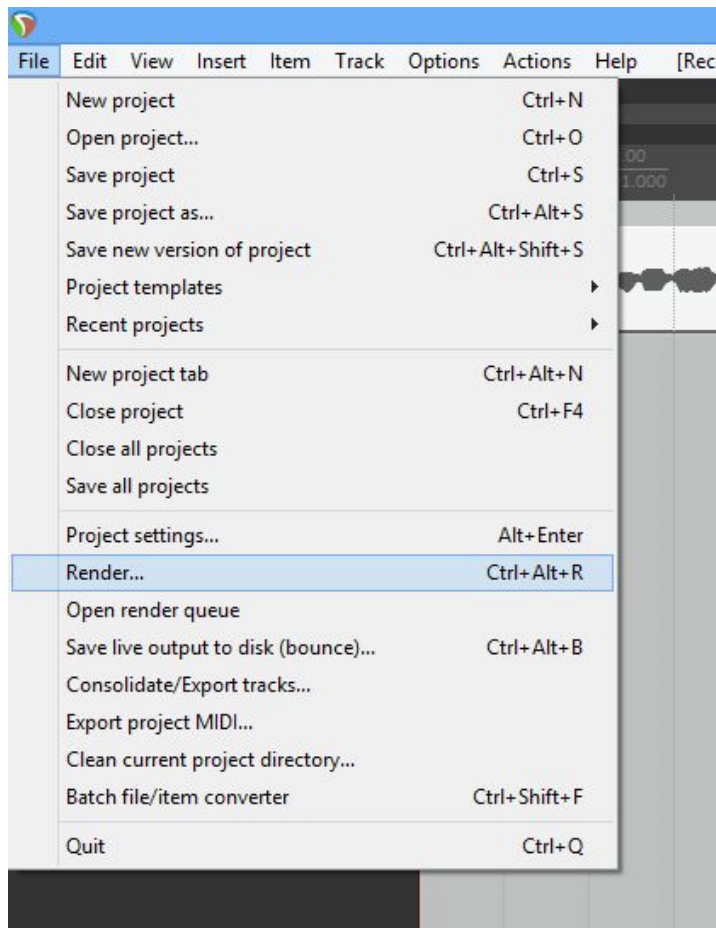 File Edit View Insert Item Track Options Actions Help [Rec
New project Ctrl+N
Open project... Ctrl+O
.00
Save project Ctrl+S
1.000
Save project as... Ctrl+Alt+S
Save new version of project Ctrl+Alt+Shift+S
Project templates
Recent projects
New project tab Ctrl+Alt+N
Close project Ctrl+F4
Close all projects
Save all projects
Project settings... Alt+Enter
Render... Ctrl+Alt+R
Open render queue
Save live output to disk (bounce)... Ctrl+Alt+B
Consolidate/Export tracks...
Export project MIDI...
Clean current project directory...
Batch file/item converter Ctrl+Shift+F
Quit Ctrl+Q